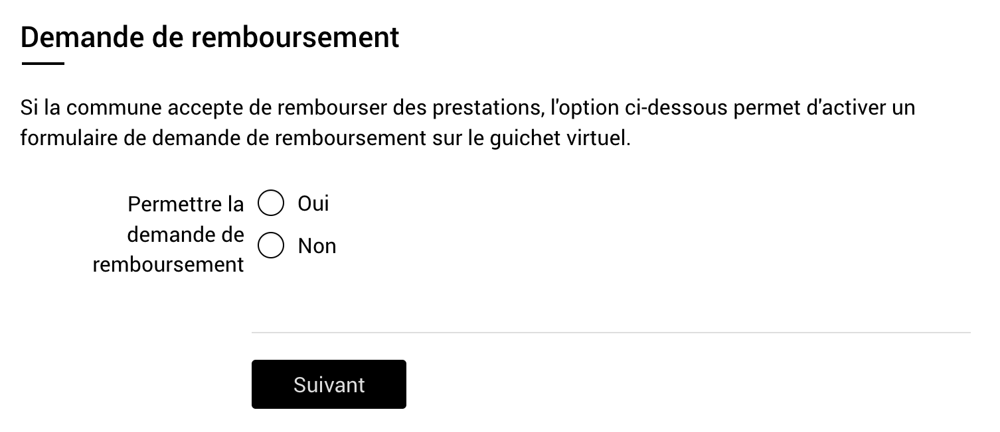 Demande de remboursement
Si la commune accepte de rembourser des prestations, l'option ci-dessous permet d'activer un
formulaire de demande de remboursement sur le guichet virtuel.
Permettre la
demande de
remboursement
Oui
Non
Suivant